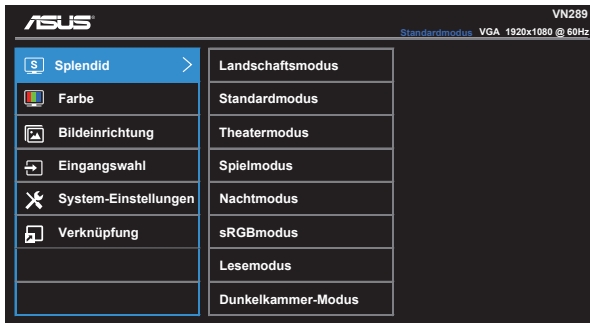 ASUS
VN289
Standardmodus VGA 1920x1080 @ 60Hz
S Splendid
Farbe
Bildeinrichtung
Eingangswahl
System-Einstellungen
Verknüpfung
Landschaftsmodus
Standardmodus
Theatermodus
Spielmodus
Nachtmodus
sRGBmodus
Lesemodus
Dunkelkammer-Modus